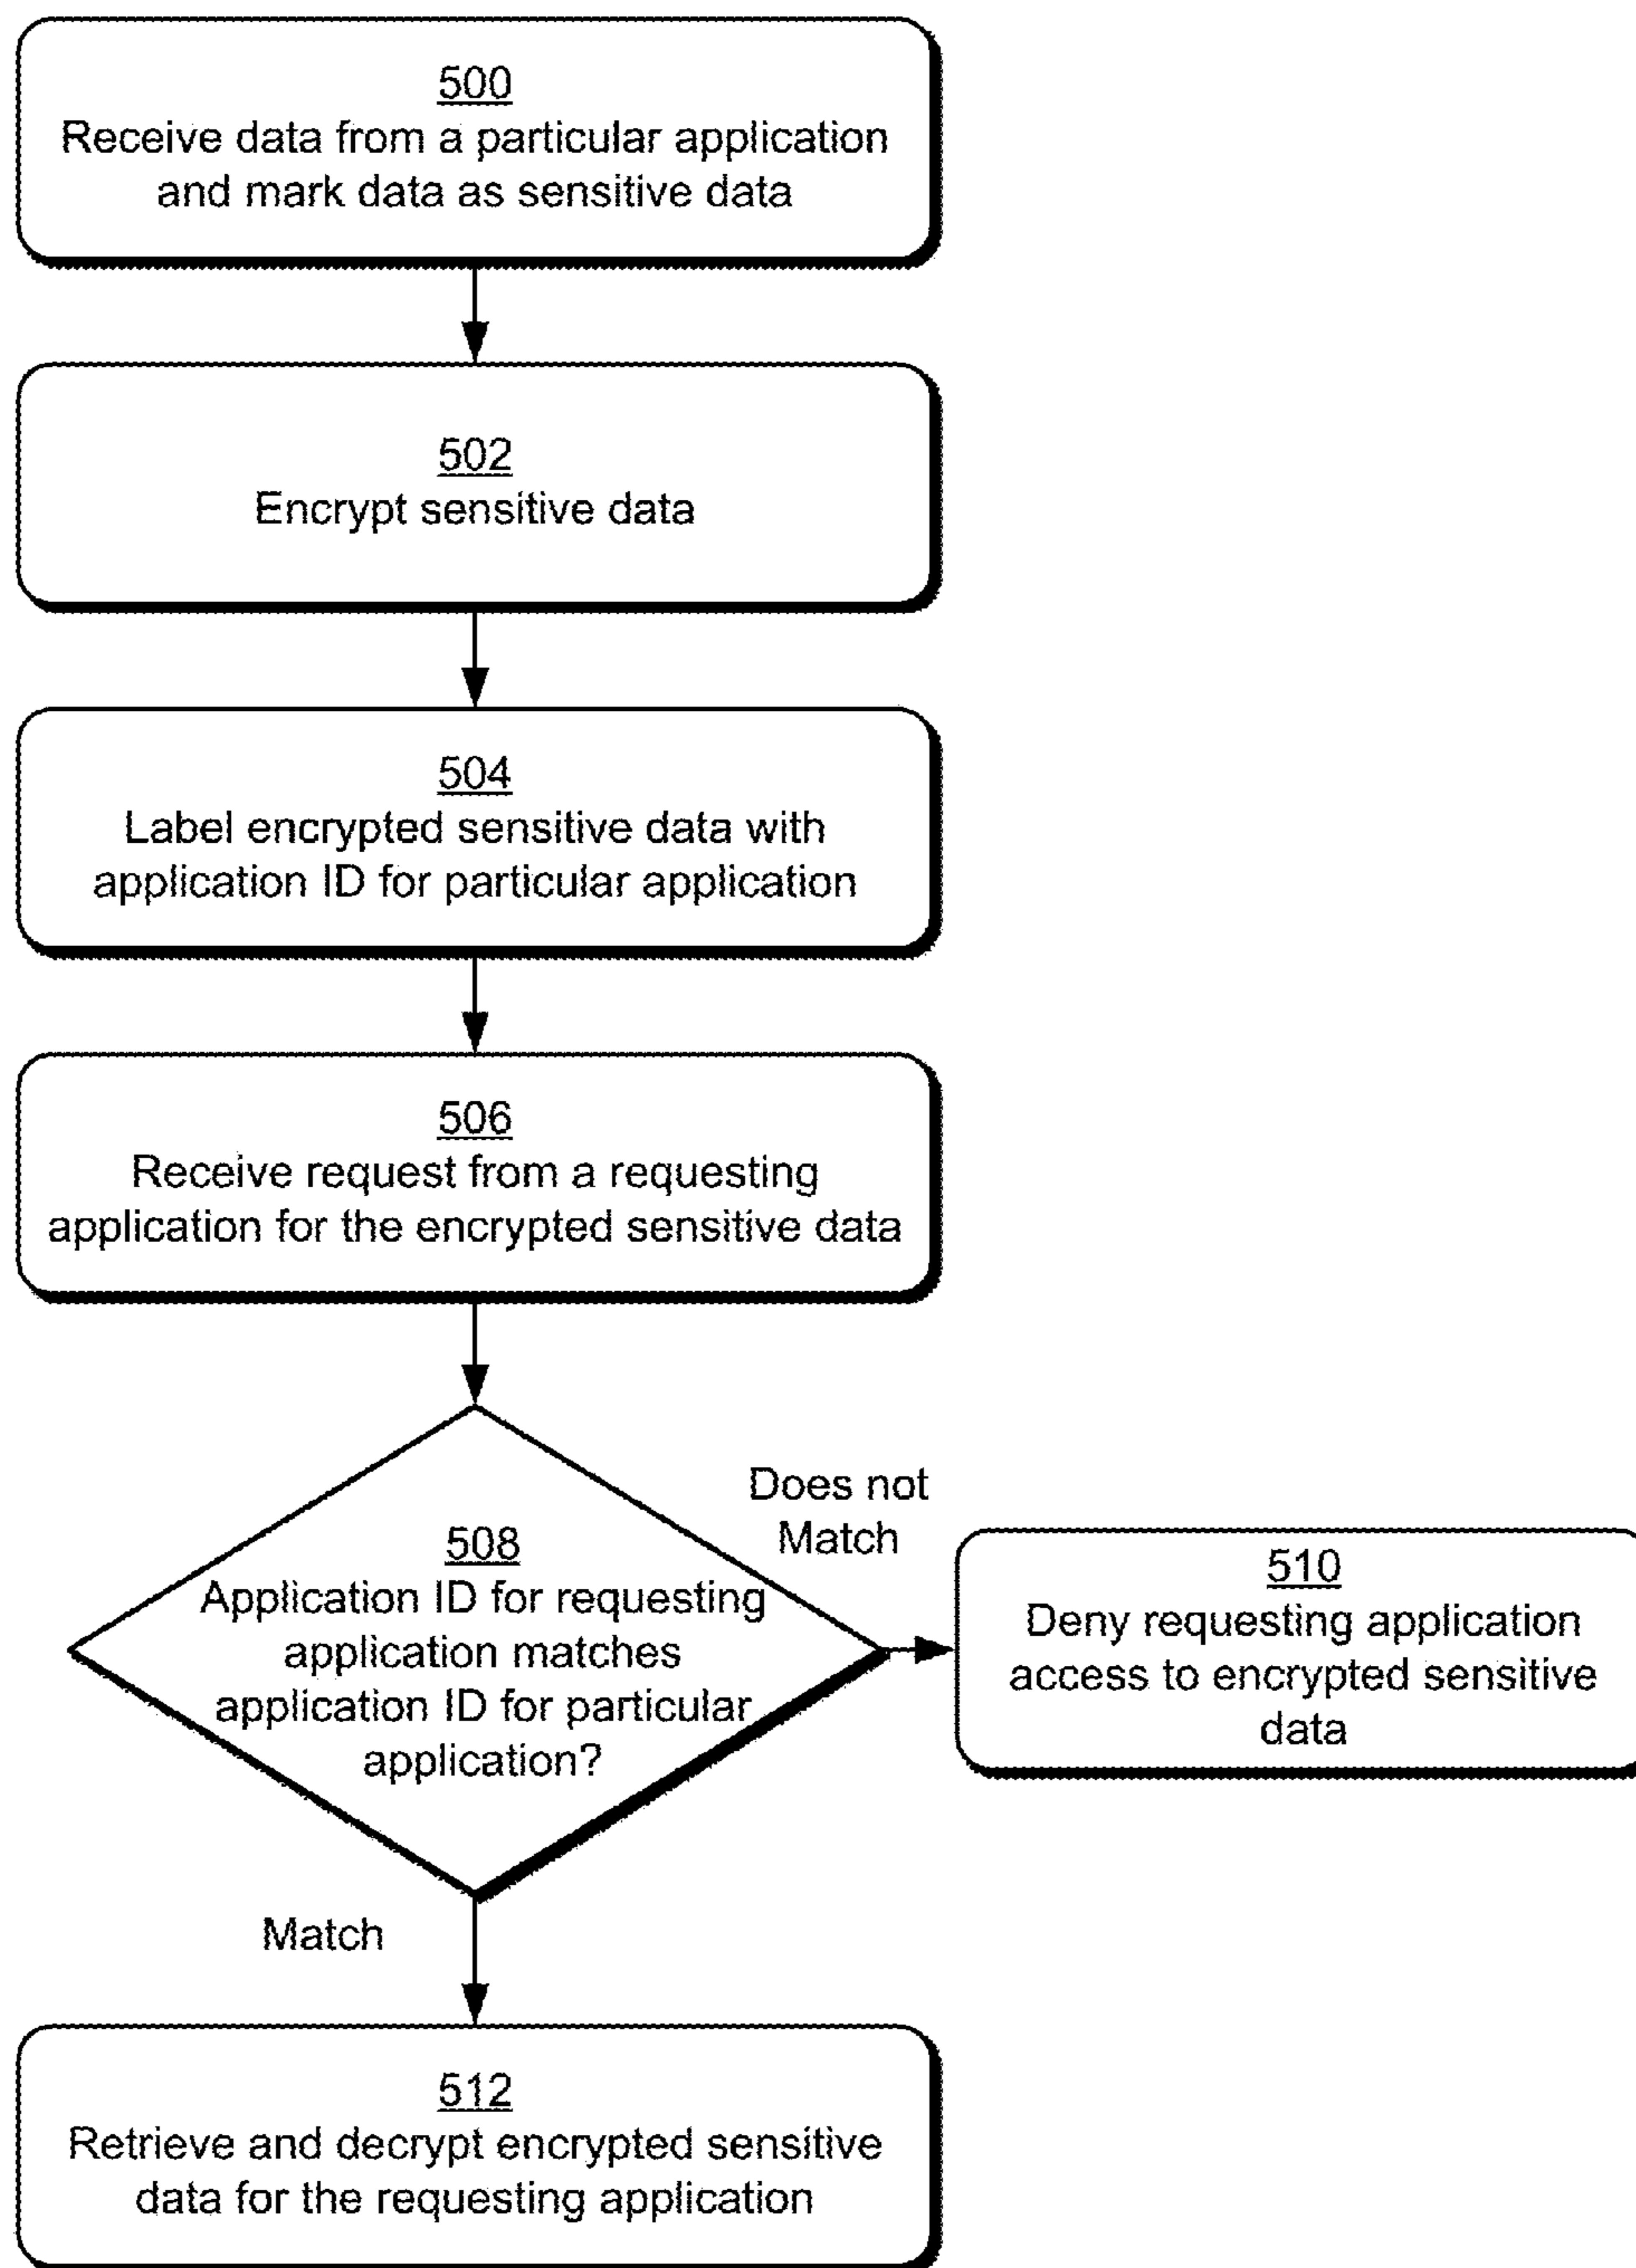 500
Receive data from a particular application
and mark data as sensitive data
502
Encrypt sensitive data
504
Label encrypted sensitive data with
application ID for particular application
506
Receive request from a requesting
application for the encrypted sensitive data
Does not
Match
508
Application ID for requesting
application matches
application ID for particular
application?
510
Deny requesting application
access to encrypted sensitive
data
Match
512
Retrieve and decrypt encrypted sensitive
data for the requesting application